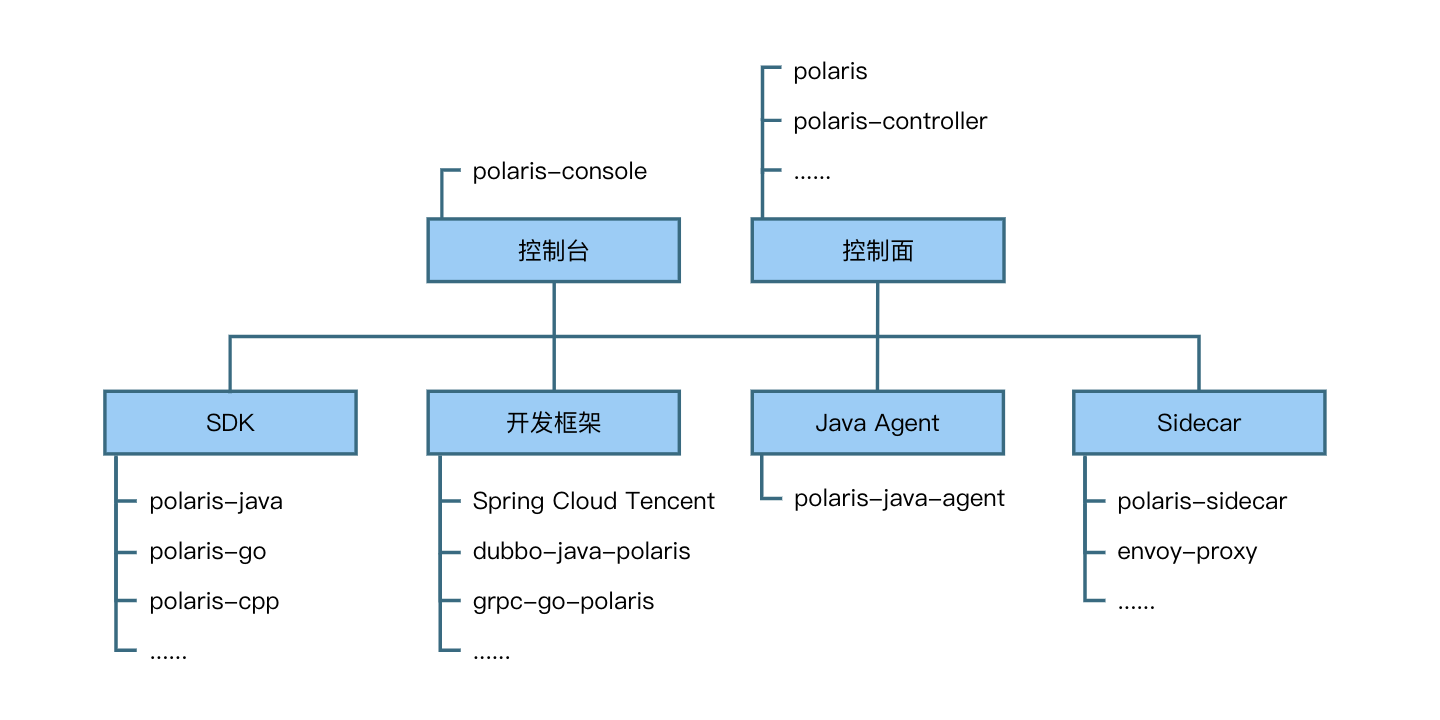 polaris
polaris-controller
polaris-console
......
控制台
控制面
SDK
开发框架
Java Agent
Sidecar
polaris-java
polaris-go
polaris-cpp
......
Spring Cloud Tencent
dubbo-java-polaris
grpc-go-polaris
......
polaris-java-agent
polaris-sidecar
envoy-proxy
......